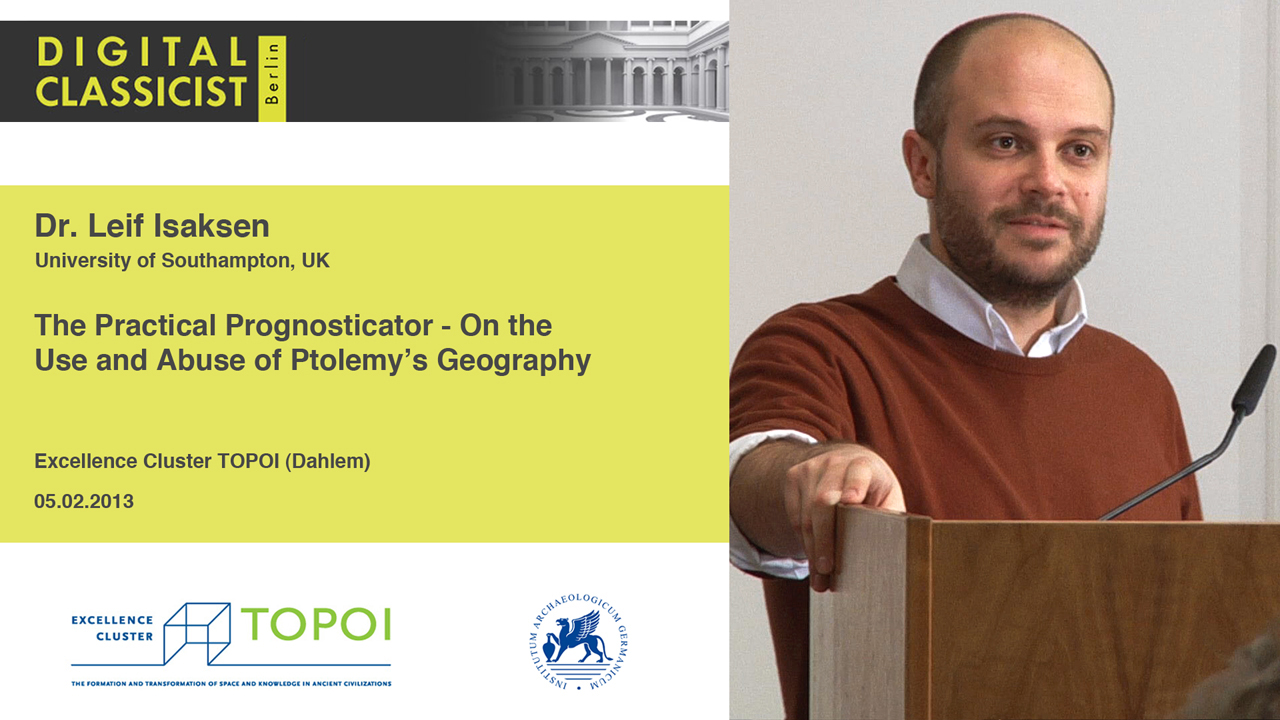 DIGITAL
CLASSICIST
Berlin
Dr. Leif Isaksen
University of Southampton, UK
The Practical Prognosticator - On the
Use and Abuse of Ptolemy’s Geography
Excellence Cluster TOPOI (Dahlem)
05.02.2013
EXCELLENCE
CLUSTER
TOPOI
THE FORMATION AND TRANSFORMATION OF SPACE AND KNOWLEDGE IN ANCIENT CIVILIZATIONS
INSTITUTUM ARCHAEOLOGICUM GERMANICUM